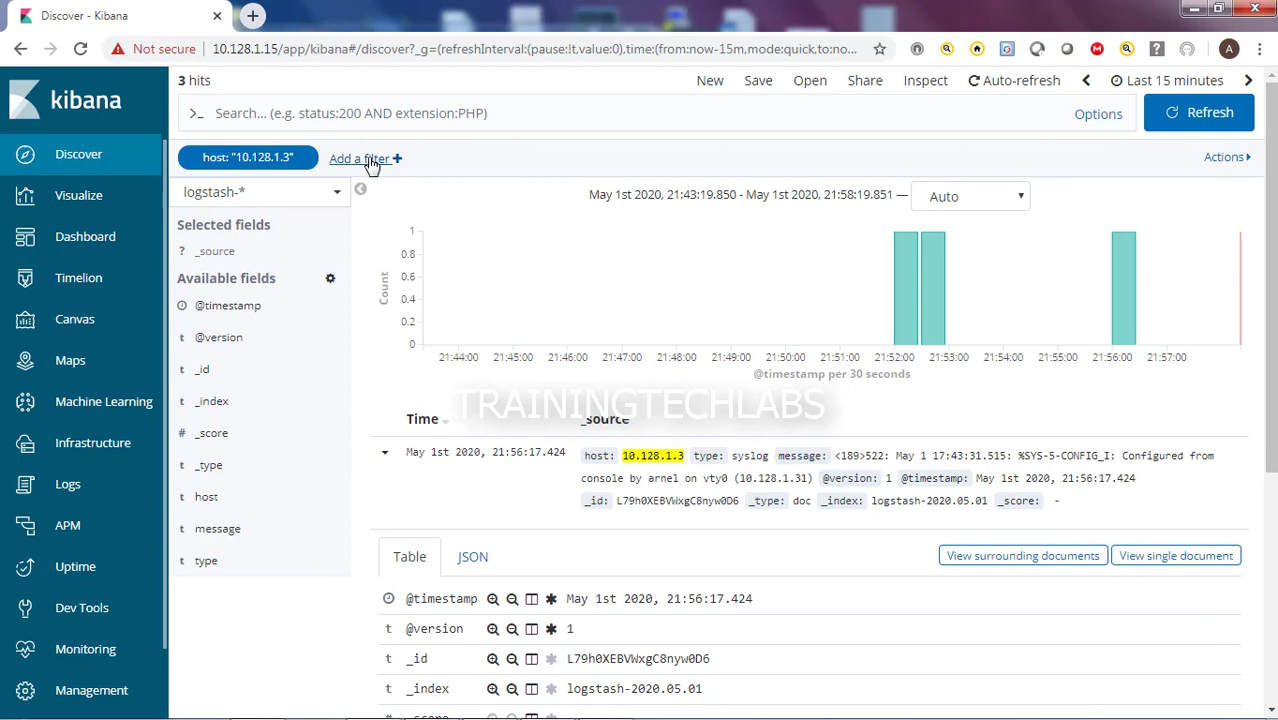 Discover - Kibana
Not secure
10.128.1.15/app/kibana#/discover?_g=(refreshInterval:(pause:!t,value:0),time:(from:now-15m,mode:quick,to:no...
A
kibana
3 hits
New Save Open Share Inspect Auto-refresh Last 15 minutes
>_ Search... (e.g. status:200 AND extension:PHP)
Options
Refresh
host: "10.128.1.3"
Add a filter +
Actions
Discover
Visualize
Dashboard
Timelion
Canvas
Maps
Machine Learning
Infrastructure
Logs
APM
Uptime
Dev Tools
Monitoring
Management
logstash-*
Selected fields
? _source
Available fields
@timestamp
t @version
t _id
t _index
# _score
t _type
t host
t message
t type
May 1st 2020, 21:43:19.850 - May 1st 2020, 21:58:19.851 —
Auto
Count
1
0.8
0.6
0.4
0.2
0
21:44:00 21:45:00 21:46:00 21:47:00 21:48:00 21:49:00 21:50:00 21:51:00 21:52:00 21:53:00 21:54:00 21:55:00 21:56:00 21:57:00
@timestamp per 30 seconds
TRAININGTECHLABS
Time _source
May 1st 2020, 21:56:17.424
host: 10.128.1.3 type: syslog message: <189>522: May 1 17:43:31.515: %SYS-5-CONFIG_I: Configured from
console by arnel on vty0 (10.128.1.31) @version: 1 @timestamp: May 1st 2020, 21:56:17.424
_id: L79h0XEBVWxgC8nyw0D6 _type: doc _index: logstash-2020.05.01 _score: -
Table JSON
View surrounding documents View single document
@timestamp May 1st 2020, 21:56:17.424
t @version 1
t _id L79h0XEBVWxgC8nyw0D6
t _index logstash-2020.05.01
# _score